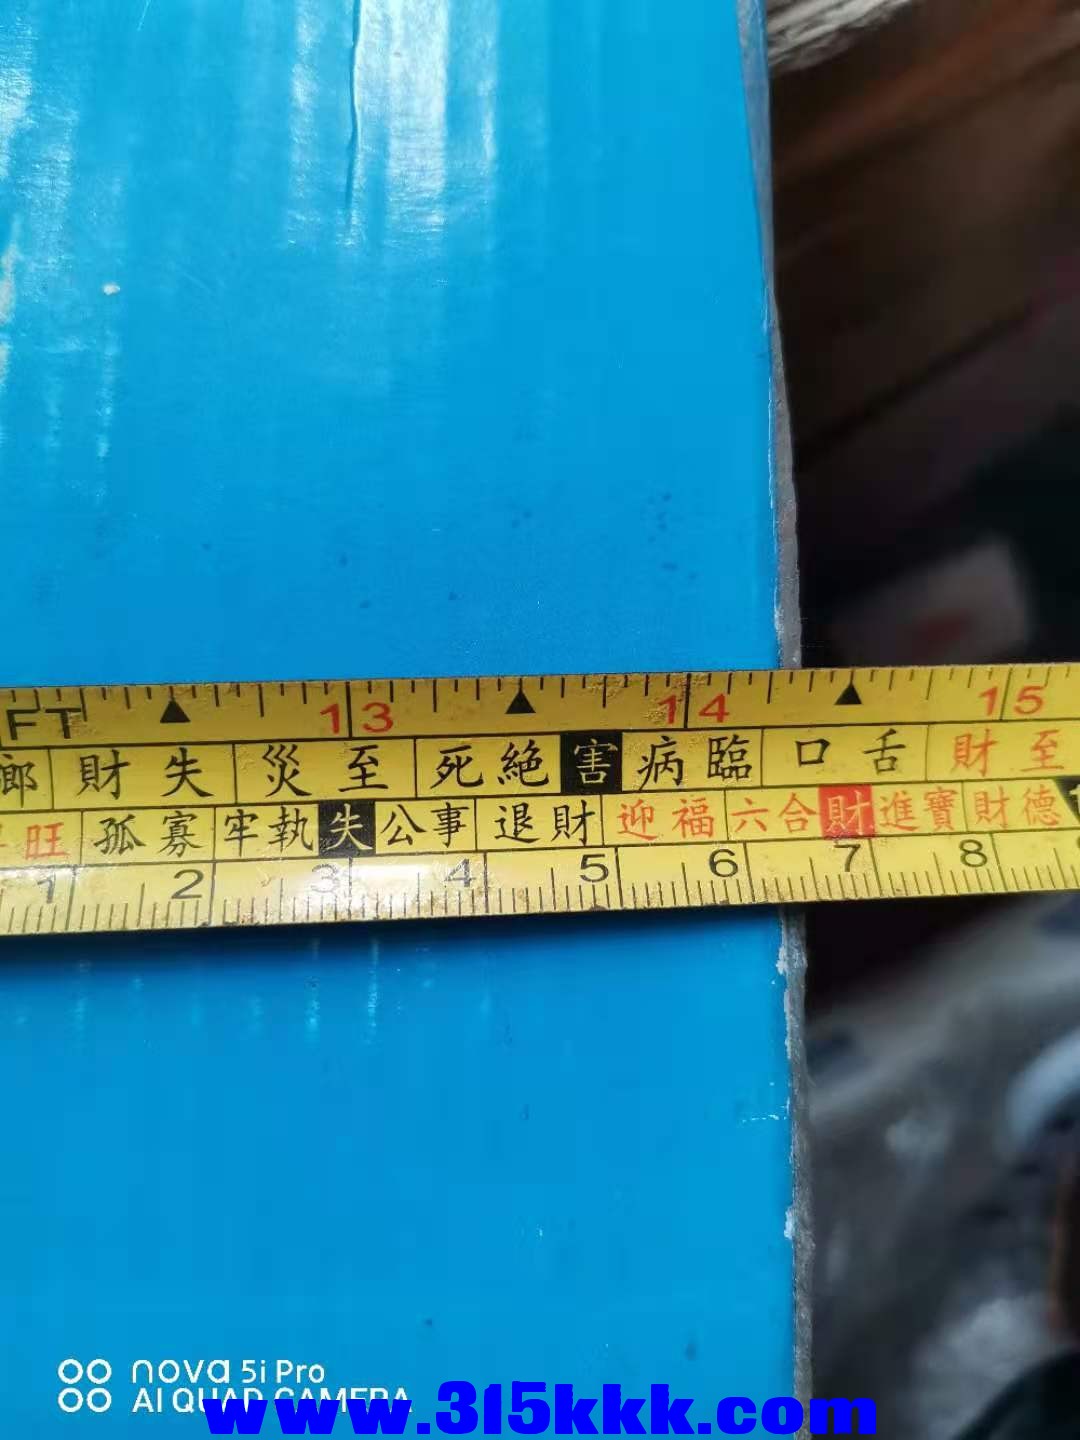 FT 13 14 15
郎 財失 災至 死絕 害 病臨 口舌 財至
旺 孤寡 牢執 失 公事 退財 迎福 六合 財 進寶 財德
1 2 3 4 5 6 7 8
nova 5i Pro
AI QUAD CAMERA
www.315kkk.com